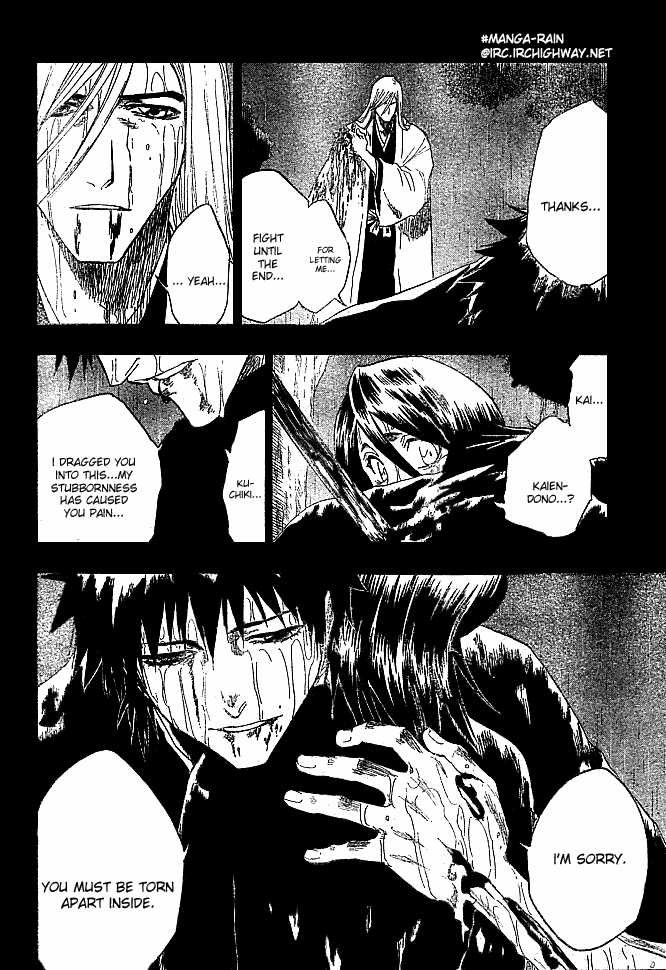 #MANGA-RAIN
@IRC.IRCHIGHWAY.NET
THANKS...
FOR
LETTING
ME...
FIGHT
UNTIL
THE
END...
... YEAH...
KAI...
KAIEN-
DONO...?
KU-
CHIKI...
I DRAGGED YOU
INTO THIS...MY
STUBBORNNESS
HAS CAUSED
YOU PAIN...
I'M SORRY.
YOU MUST BE TORN
APART INSIDE.